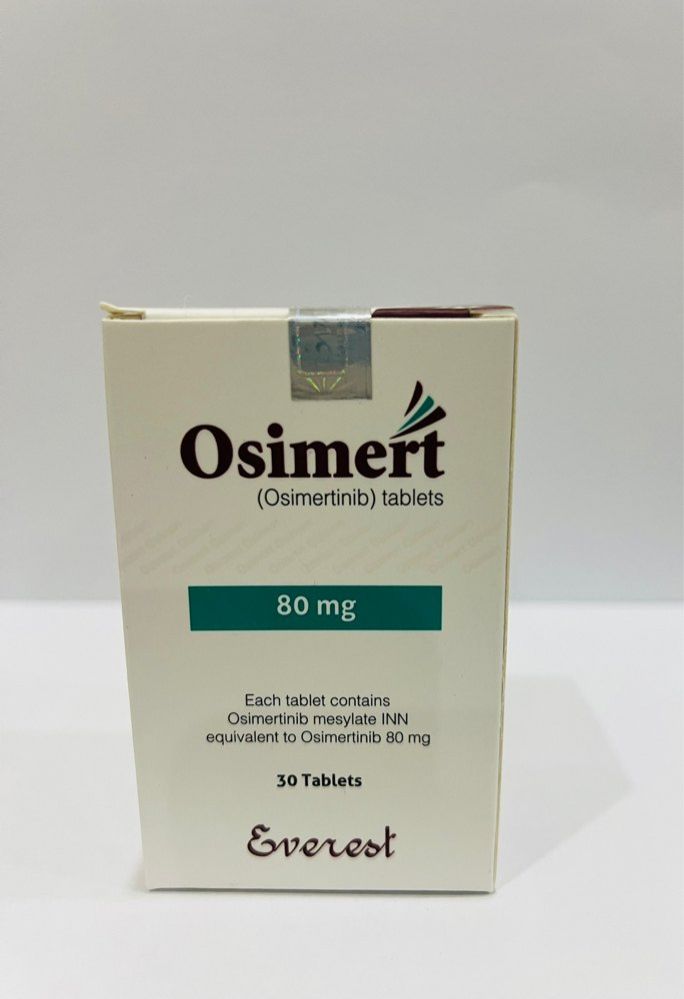 Osimert
(Osimertinib) tablets
80 mg
Each tablet contains
Osimertinib mesylate INN
equivalent to Osimertinib 80 mg
30 Tablets
Everest